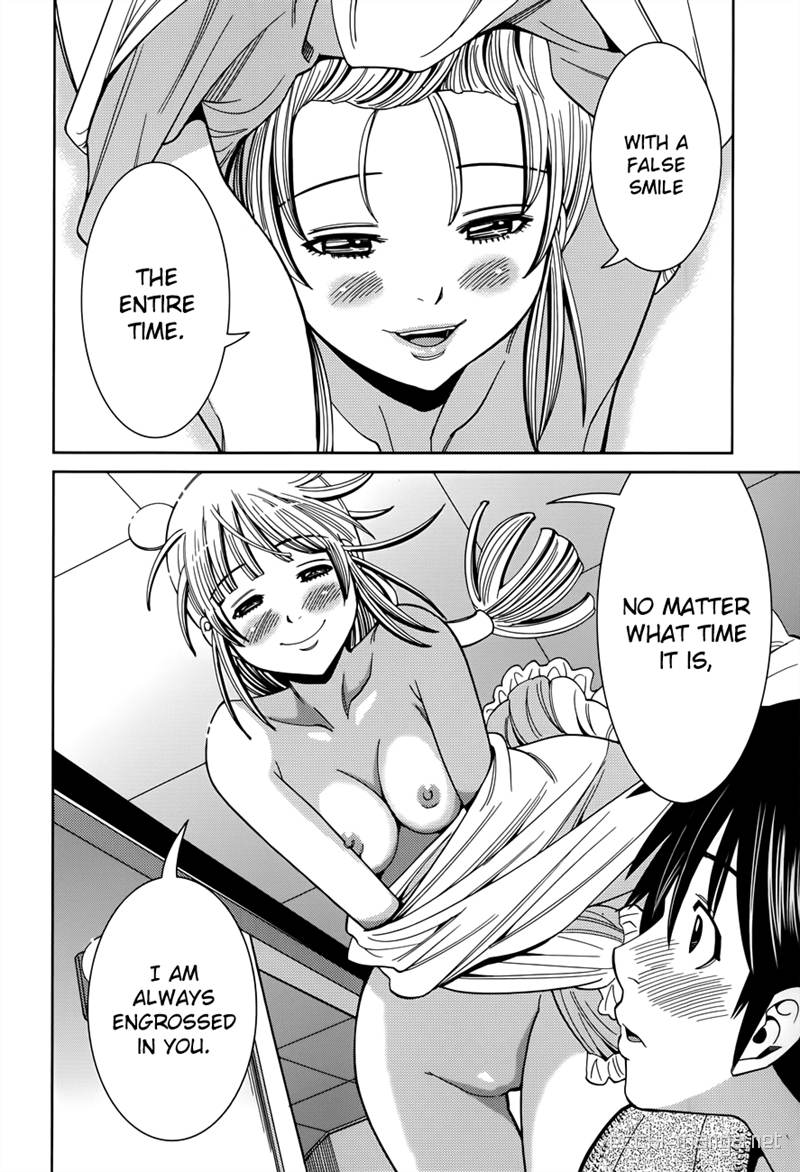 WITH A
FALSE
SMILE
THE
ENTIRE
TIME.
NO MATTER
WHAT TIME
IT IS,
I AM
ALWAYS
ENGROSSED
IN YOU.